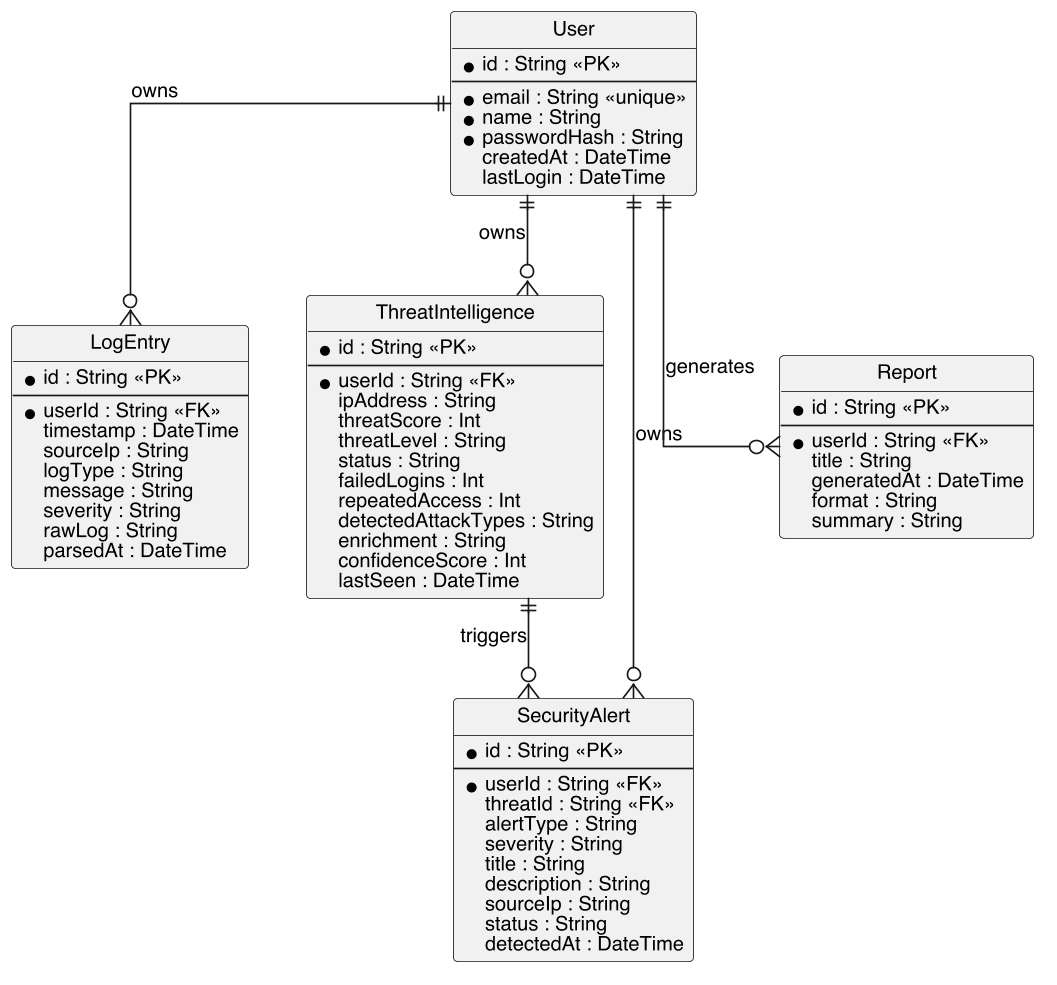 User
id : String «PK»
email : String «unique»
name : String
passwordHash : String
createdAt : DateTime
lastLogin : DateTime
owns
owns
LogEntry
id : String «PK»
userId : String «FK»
timestamp : DateTime
sourceIp : String
logType : String
message : String
severity : String
rawLog : String
parsedAt : DateTime
ThreatIntelligence
id : String «PK»
userId : String «FK»
ipAddress : String
threatScore : Int
threatLevel : String
status : String
failedLogins : Int
repeatedAccess : Int
detectedAttackTypes : String
enrichment : String
confidenceScore : Int
lastSeen : DateTime
generates
owns
Report
id : String «PK»
userId : String «FK»
title : String
generatedAt : DateTime
format : String
summary : String
triggers
SecurityAlert
id : String «PK»
userId : String «FK»
threatId : String «FK»
alertType : String
severity : String
title : String
description : String
sourceIp : String
status : String
detectedAt : DateTime